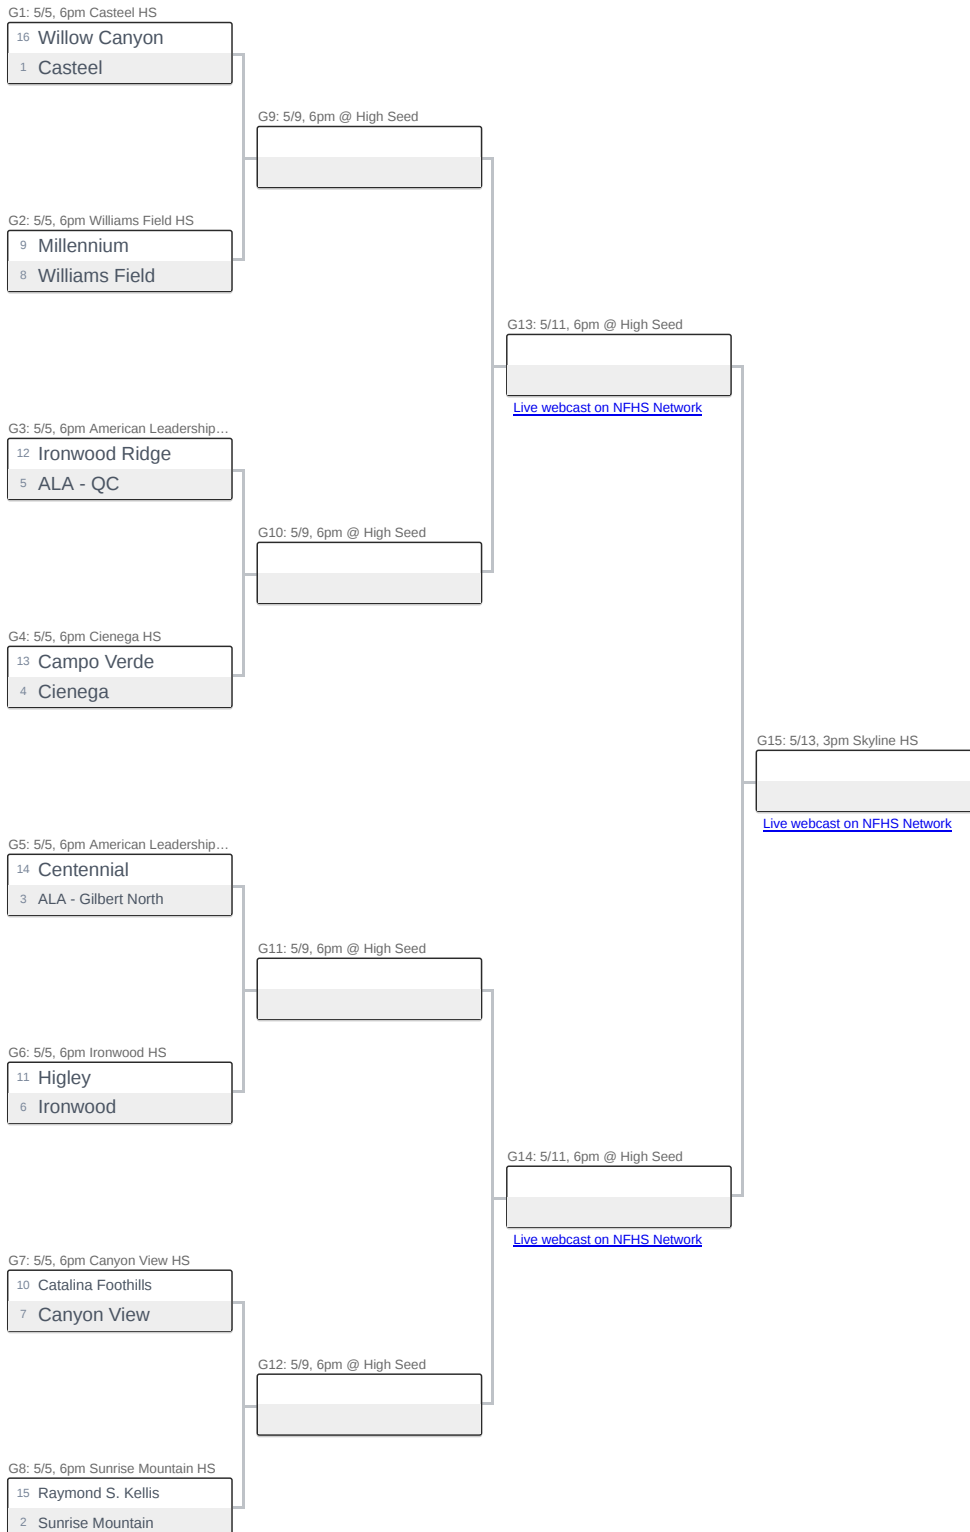 G1: 5/5, 6pm Casteel HS
16 Willow Canyon
1 Casteel
G9: 5/9, 6pm @ High Seed
G2: 5/5, 6pm Williams Field HS
9 Millennium
8 Williams Field
G13: 5/11, 6pm @ High Seed
Live webcast on NFHS Network
G3: 5/5, 6pm American Leadership…
12 Ironwood Ridge
5 ALA - QC
G10: 5/9, 6pm @ High Seed
G4: 5/5, 6pm Cienega HS
13 Campo Verde
4 Cienega
G15: 5/13, 3pm Skyline HS
Live webcast on NFHS Network
G5: 5/5, 6pm American Leadership…
14 Centennial
3 ALA - Gilbert North
G11: 5/9, 6pm @ High Seed
G6: 5/5, 6pm Ironwood HS
11 Higley
6 Ironwood
G14: 5/11, 6pm @ High Seed
Live webcast on NFHS Network
G7: 5/5, 6pm Canyon View HS
10 Catalina Foothills
7 Canyon View
G12: 5/9, 6pm @ High Seed
G8: 5/5, 6pm Sunrise Mountain HS
15 Raymond S. Kellis
2 Sunrise Mountain